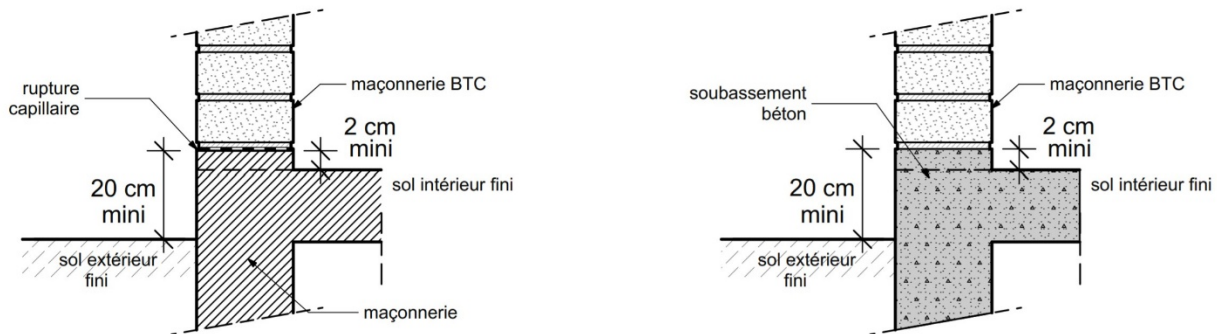 rupture
capillaire
maçonnerie BTC
2 cm
mini
20 cm
mini
sol intérieur fini
sol extérieur
fini
maçonnerie
soubassement
béton
maçonnerie BTC
2 cm
mini
20 cm
mini
sol intérieur fini
sol extérieur
fini